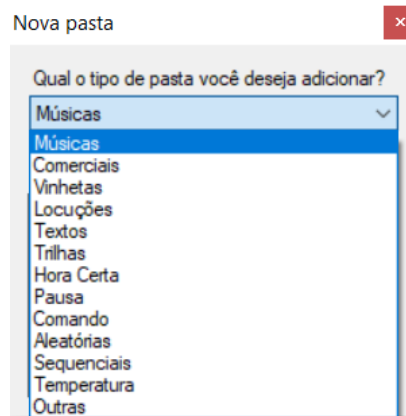 Nova pasta
Qual o tipo de pasta você deseja adicionar?
Músicas
Músicas
Comerciais
Vinhetas
Locuções
Textos
Trilhas
Hora Certa
Pausa
Comando
Aleatórias
Sequenciais
Temperatura
Outras